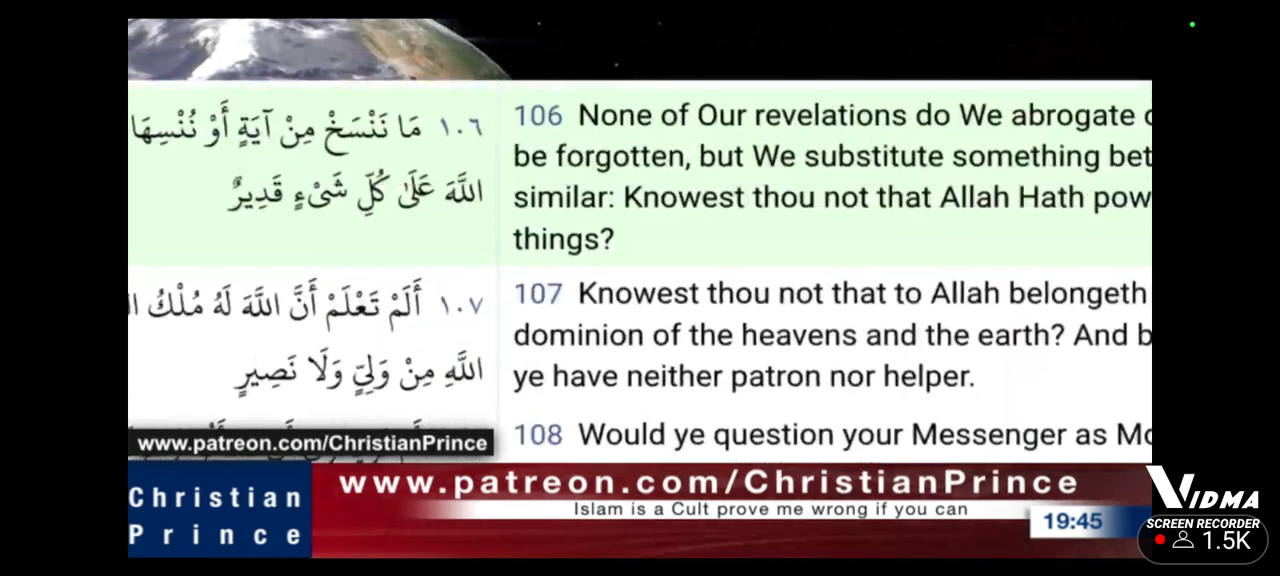 ١٠٦ مَا نَنْسَخْ مِنْ آيَةٍ أَوْ نُنْسِهَا
اللَّهَ عَلَىٰ كُلِّ شَيْءٍ قَدِيرٌ
106 None of Our revelations do We abrogate
be forgotten, but We substitute something bet
similar: Knowest thou not that Allah Hath pow
things?
١٠٧ أَلَمْ تَعْلَمْ أَنَّ اللَّهَ لَهُ مُلْكُ ال
اللَّهِ مِنْ وَلِيٍّ وَلَا نَصِيرٍ
107 Knowest thou not that to Allah belongeth
dominion of the heavens and the earth? And b
ye have neither patron nor helper.
108 Would ye question your Messenger as Mo
www.patreon.com/ChristianPrince
Christian
Prince
www.patreon.com/ChristianPrince
Islam is a Cult prove me wrong if you can
19:45
VIDMA
SCREEN RECORDER
1.5K